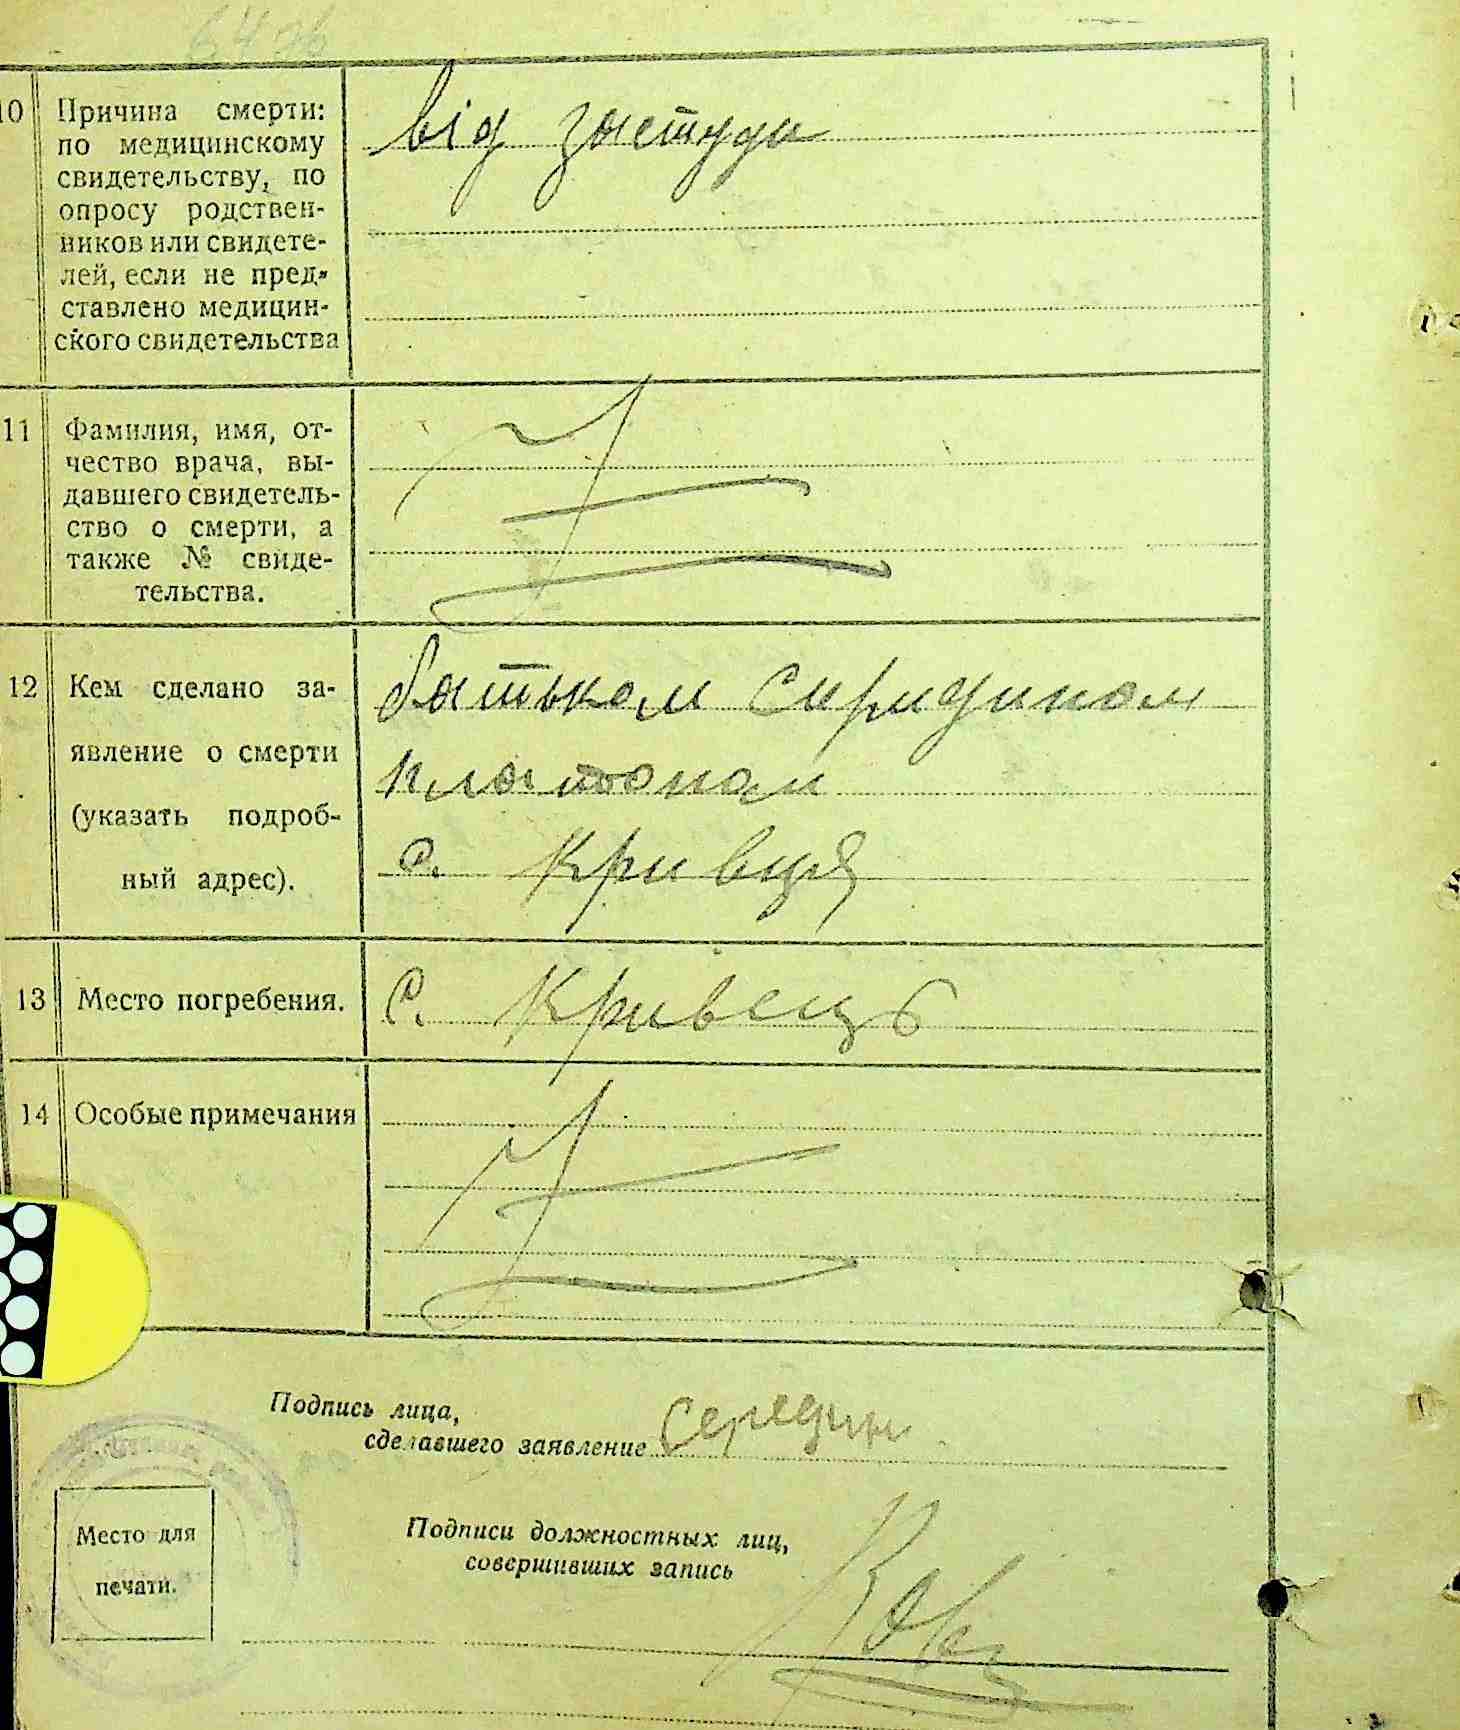 10 Причина смерти:
по медицинскому
свидетельству, по
опросу родствен-
ников или свидете-
лей, если не пред-
ставлено медицин-
ского свидетельства
від застуди
11 Фамилия, имя, от-
чество врача, вы-
давшего свидетель-
ство о смерти, а
также № свиде-
тельства.
12 Кем сделано за-
явление о смерти
(указать подроб-
ный адрес).
батьком Сиридином
Платоном
с. Кривця
13 Место погребения.
с. Кривець
14 Особые примечания
Подпись лица,
сделавшего заявление Середин
Подписи должностных лиц,
совершивших запись
Место для
печати.